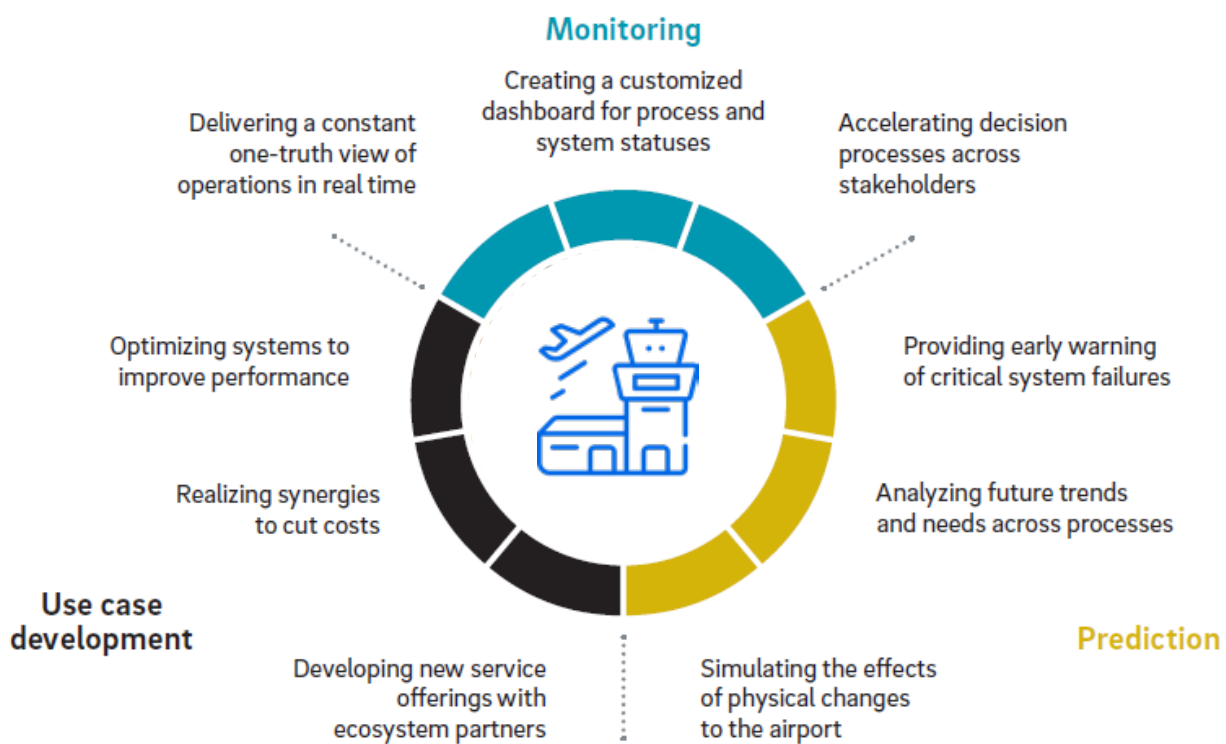 Monitoring
Creating a customized
dashboard for process and
system statuses
Delivering a constant
one-truth view of
operations in real time
Accelerating decision
processes across
stakeholders
Optimizing systems to
improve performance
Providing early warning
of critical system failures
Realizing synergies
to cut costs
Analyzing future trends
and needs across processes
Use case
development
Prediction
Developing new service
offerings with
ecosystem partners
Simulating the effects
of physical changes
to the airport